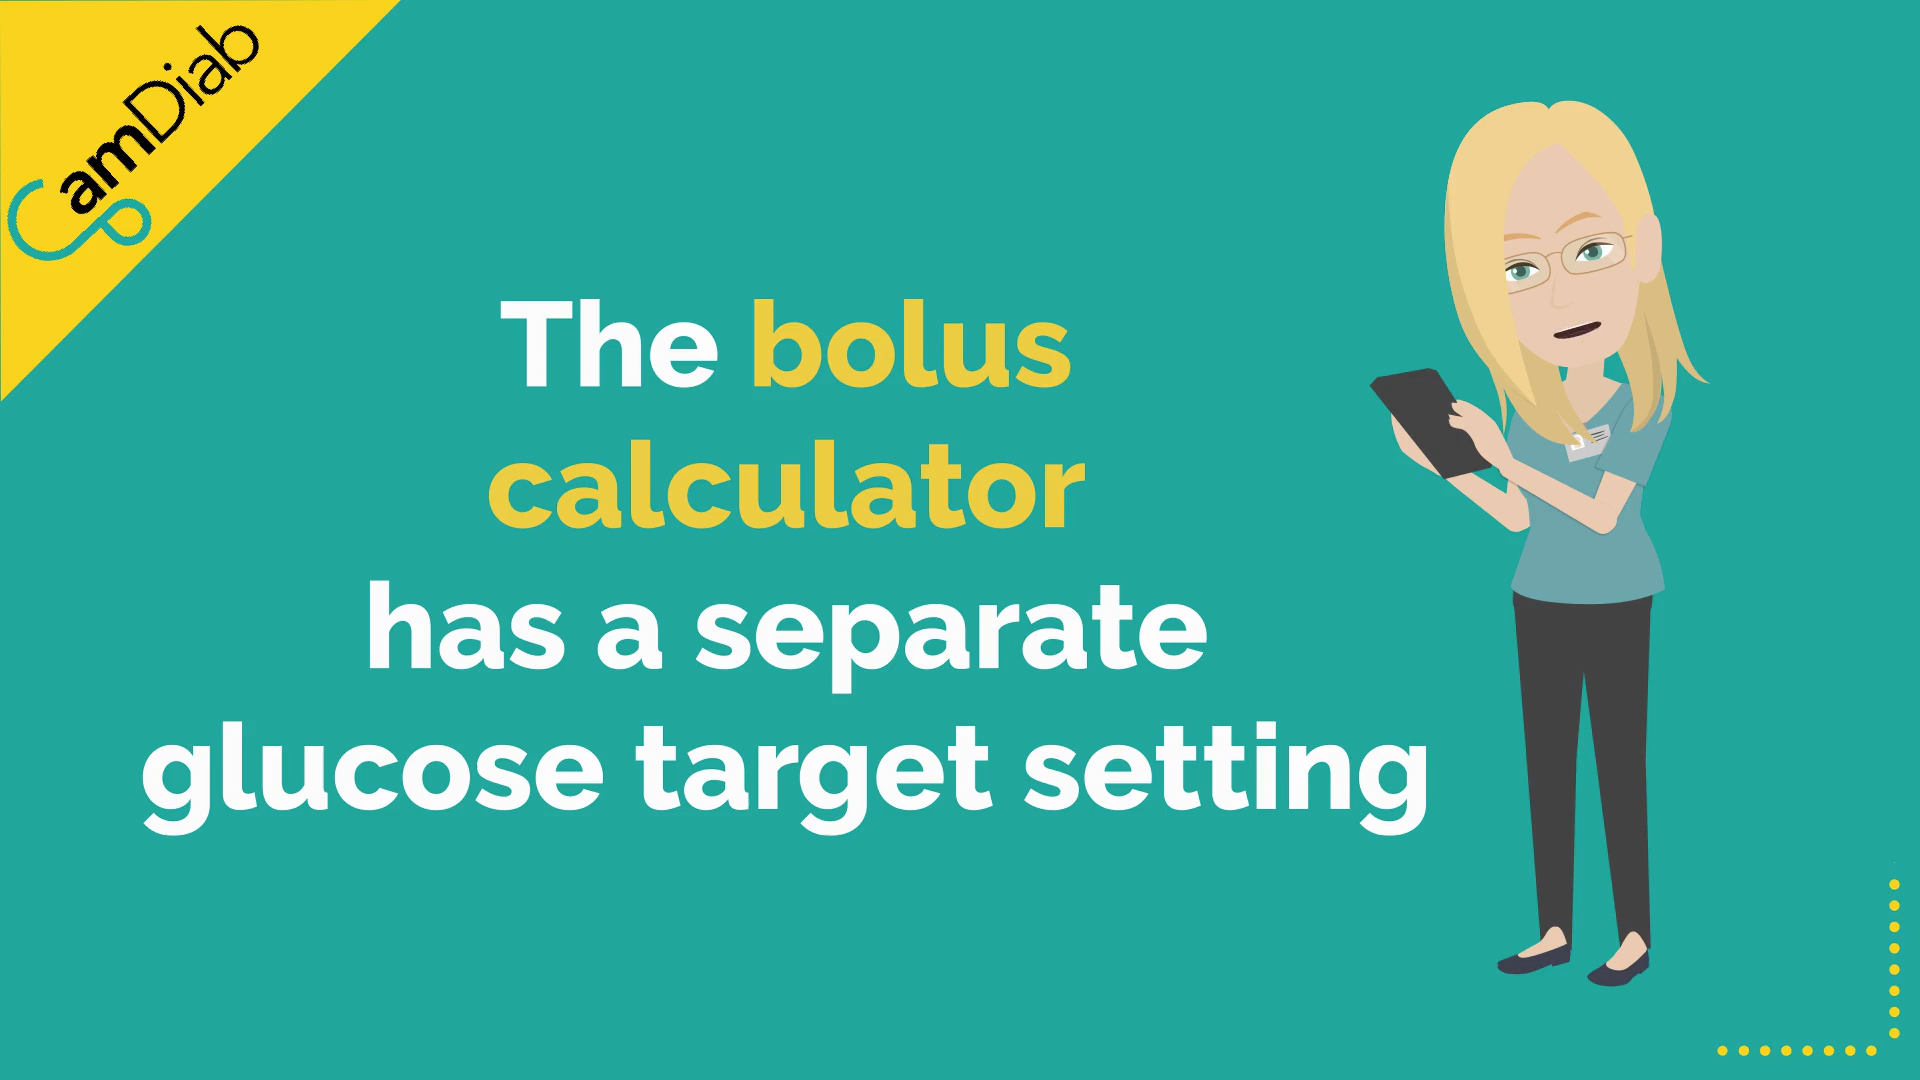 CamDiab
The bolus
calculator
has a separate
glucose target setting